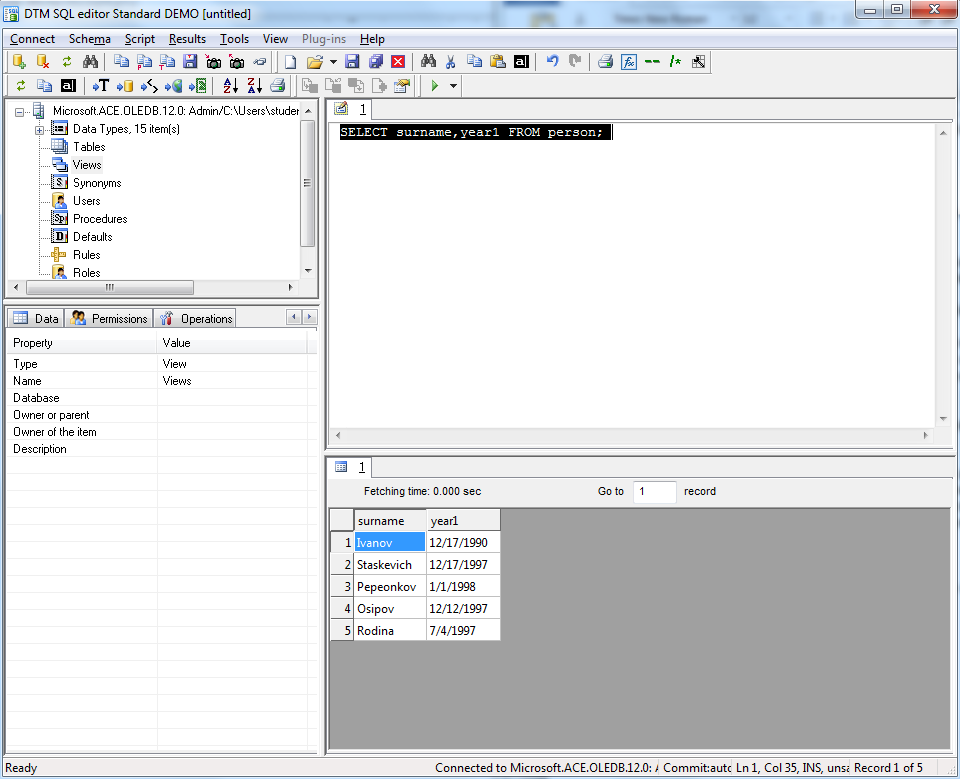 DTM SQL editor Standard DEMO [untitled]
Connect Schema Script Results Tools View Plug-ins Help
Microsoft.ACE.OLEDB.12.0: Admin/C:\Users\studer
Data Types, 15 item(s)
Tables
Views
Synonyms
Users
Procedures
Defaults
Rules
Roles
Data Permissions Operations
Property Value
Type View
Name Views
Database
Owner or parent
Owner of the item
Description
1
SELECT surname,year1 FROM person;
1
Fetching time: 0.000 sec Go to 1 record
surname year1
1 Ivanov 12/17/1990
2 Staskevich 12/17/1997
3 Pepeonkov 1/1/1998
4 Osipov 12/12/1997
5 Rodina 7/4/1997
Ready Connected to Microsoft.ACE.OLEDB.12.0: Commit:auto Ln 1, Col 35, INS, unsa Record 1 of 5